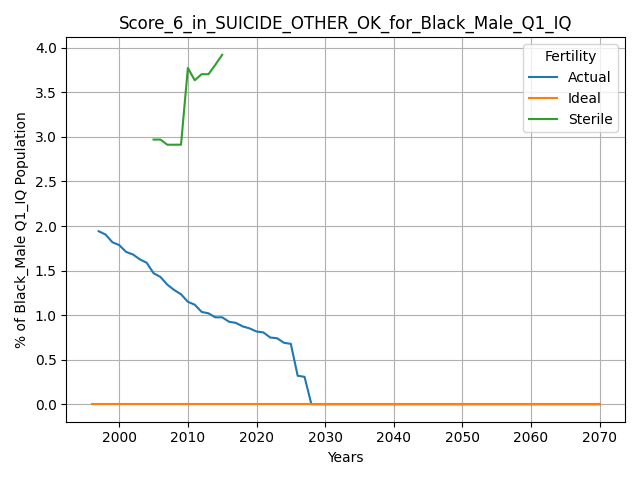 Score_6_in_SUICIDE_OTHER_OK_for_Black_Male_Q1_IQ
% of Black_Male Q1_IQ Population
4.0
3.5
3.0
2.5
2.0
1.5
1.0
0.5
0.0
Fertility
Actual
Ideal
Sterile
2000 2010 2020 2030 2040 2050 2060 2070
Years